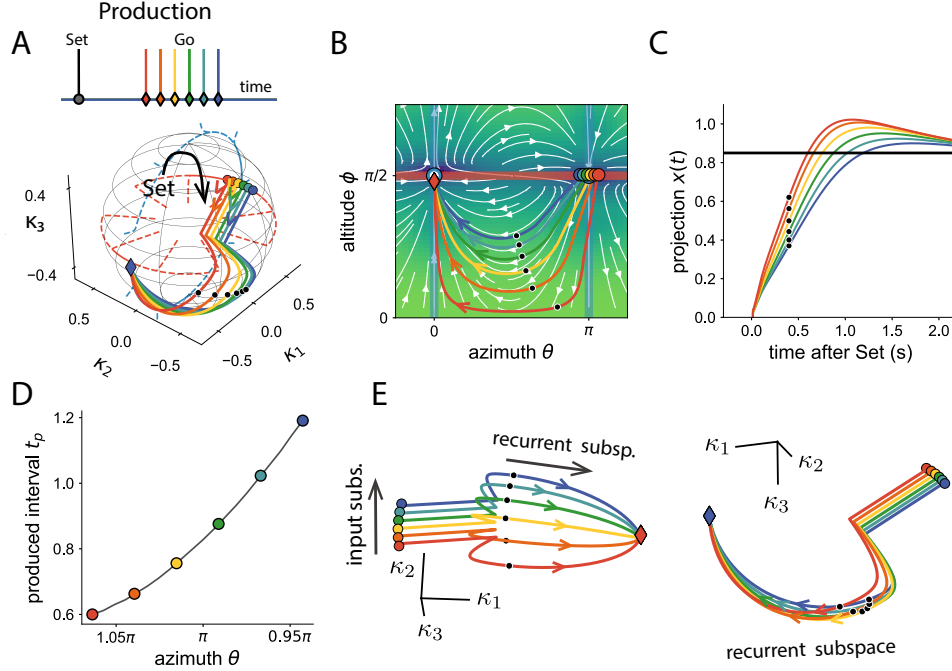 Production
A
Set
Go
time
Set
0.4
κ3
−0.4
0.5
0.0
−0.5
κ2
0.5
0.0
−0.5
κ1
B
altitude ϕ
π/2
0
0
π
azimuth θ
C
projection x(t)
1.0
0.8
0.6
0.4
0.2
0.0
0.0
0.5
1.0
1.5
2.0
time after Set (s)
D
produced interval tp
1.2
1.0
0.8
0.6
1.05π
π
0.95π
azimuth θ
E
recurrent subsp.
input subs.
κ2
κ1
κ3
κ1
κ2
κ3
recurrent subspace